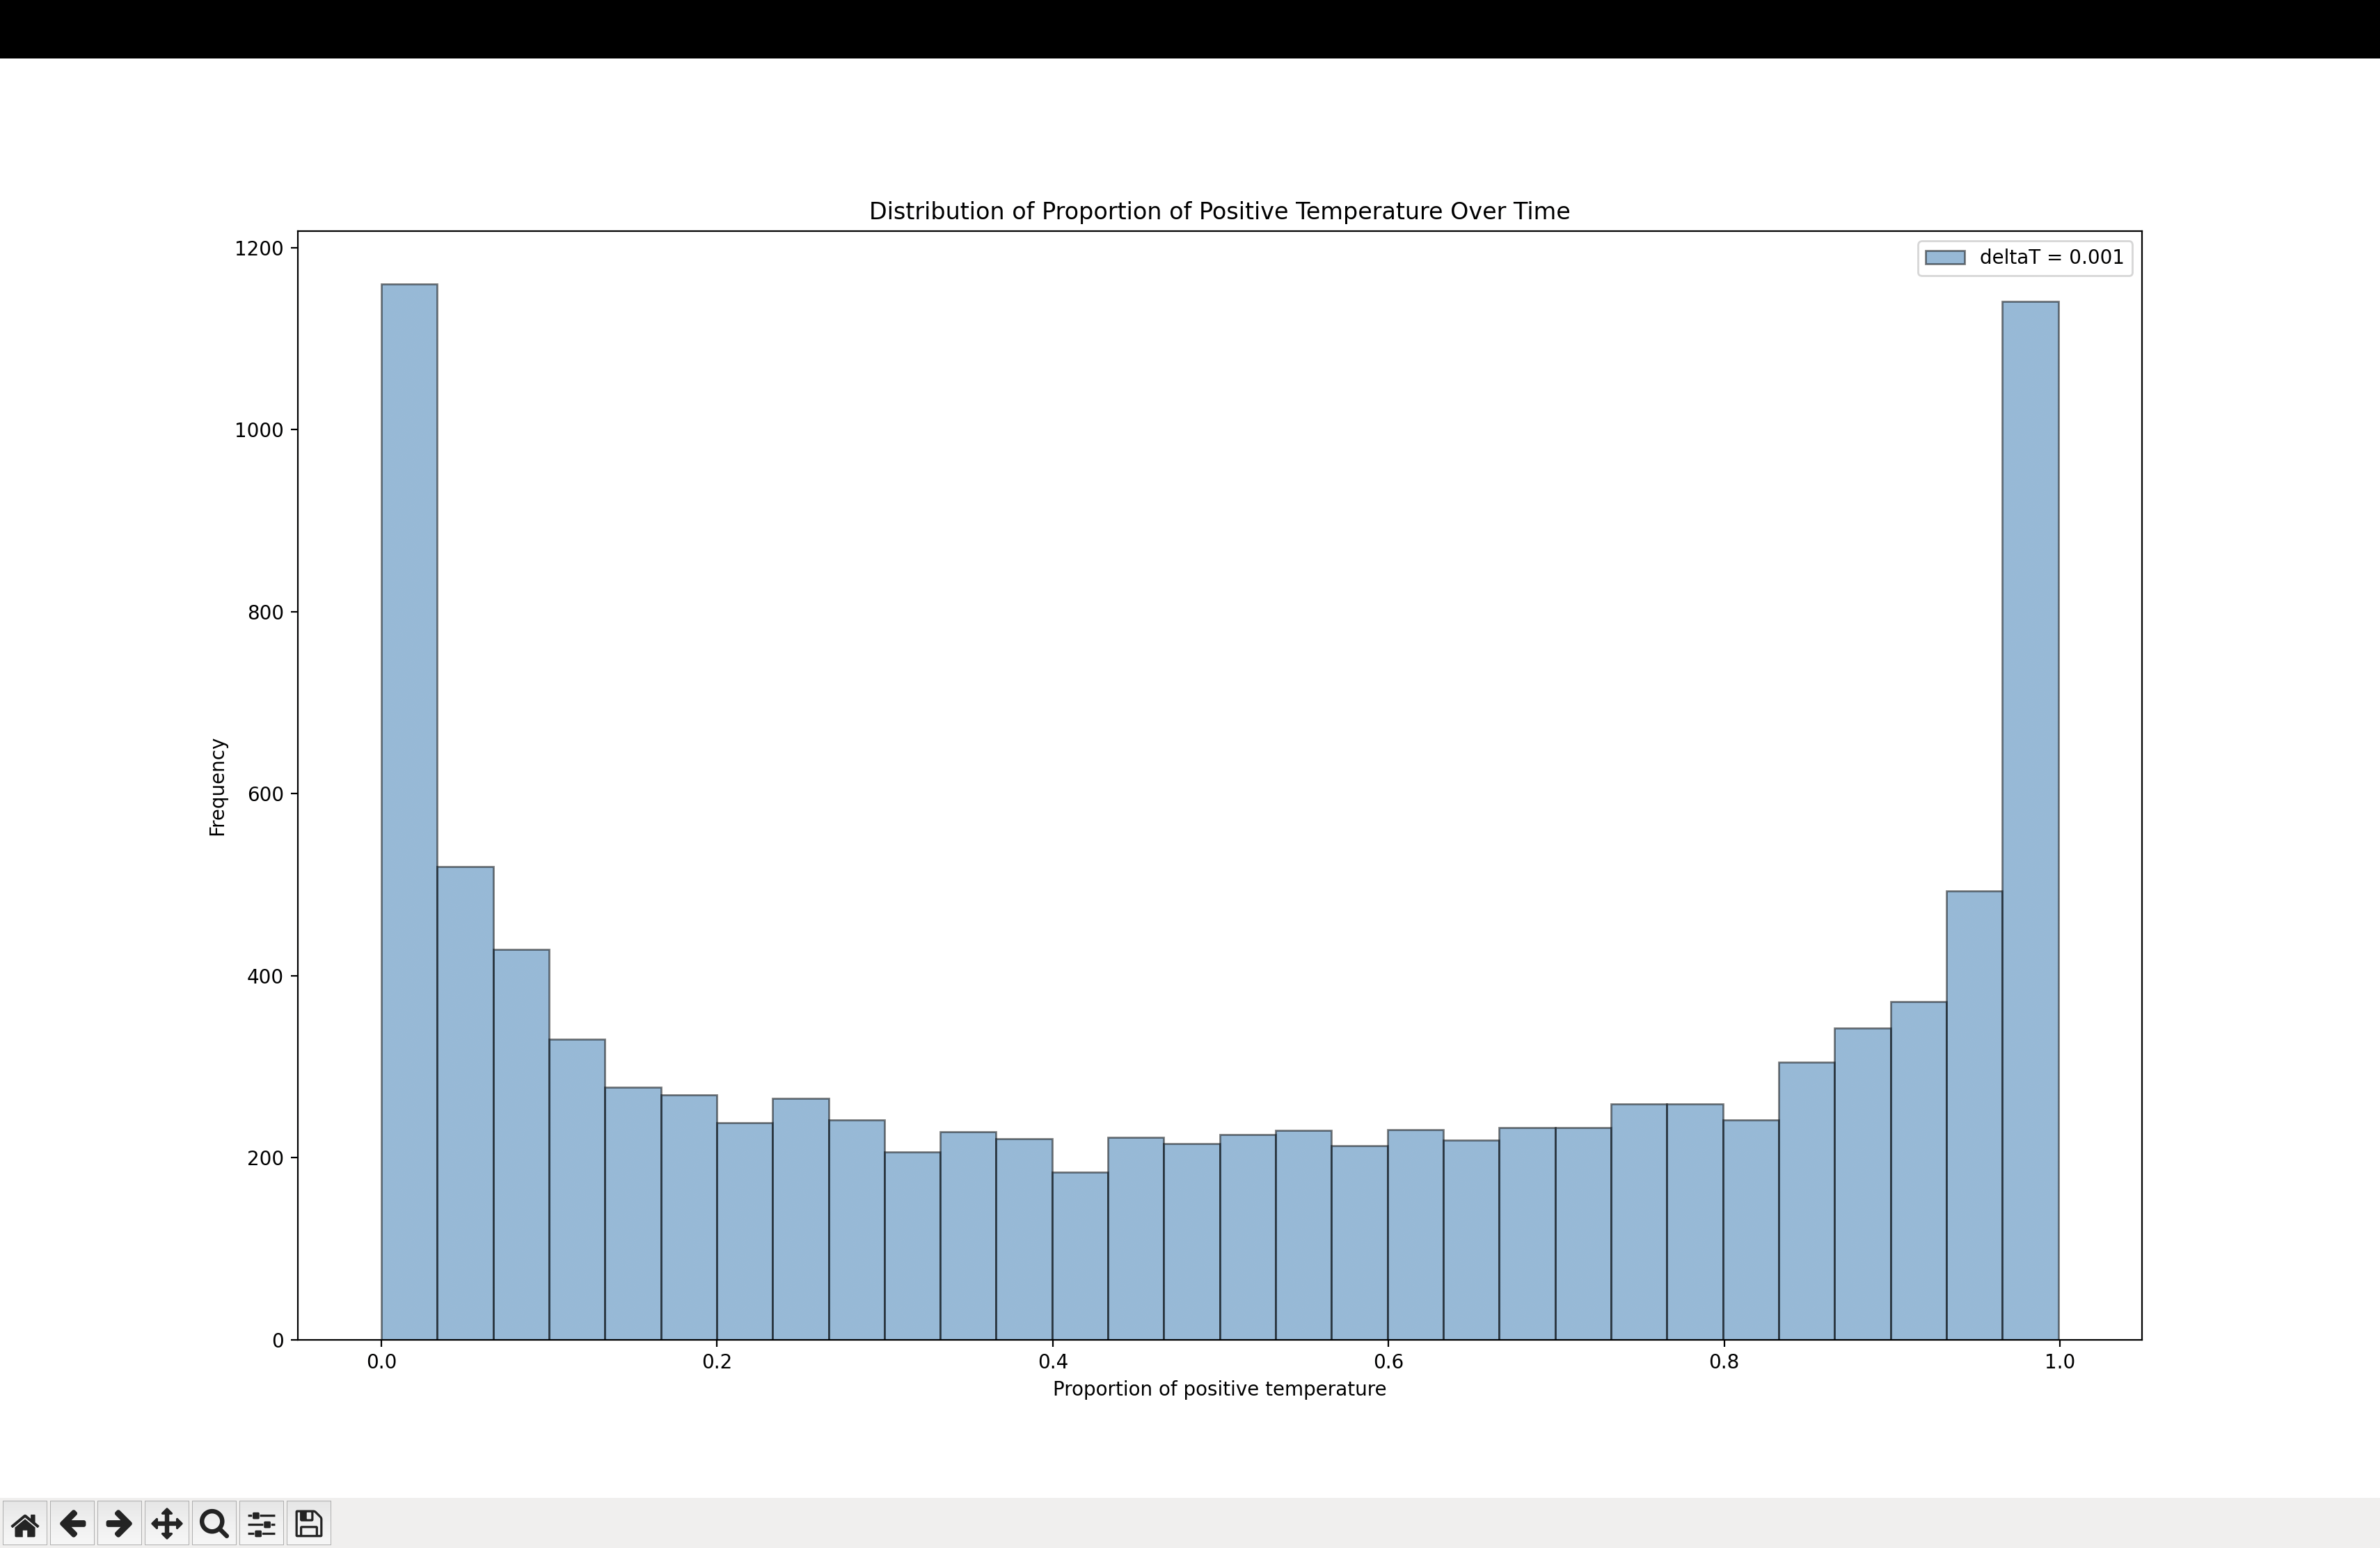 Distribution of Proportion of Positive Temperature Over Time
deltaT = 0.001
1200
1000
800
600
400
200
0
Frequency
0.0 0.2 0.4 0.6 0.8 1.0
Proportion of positive temperature